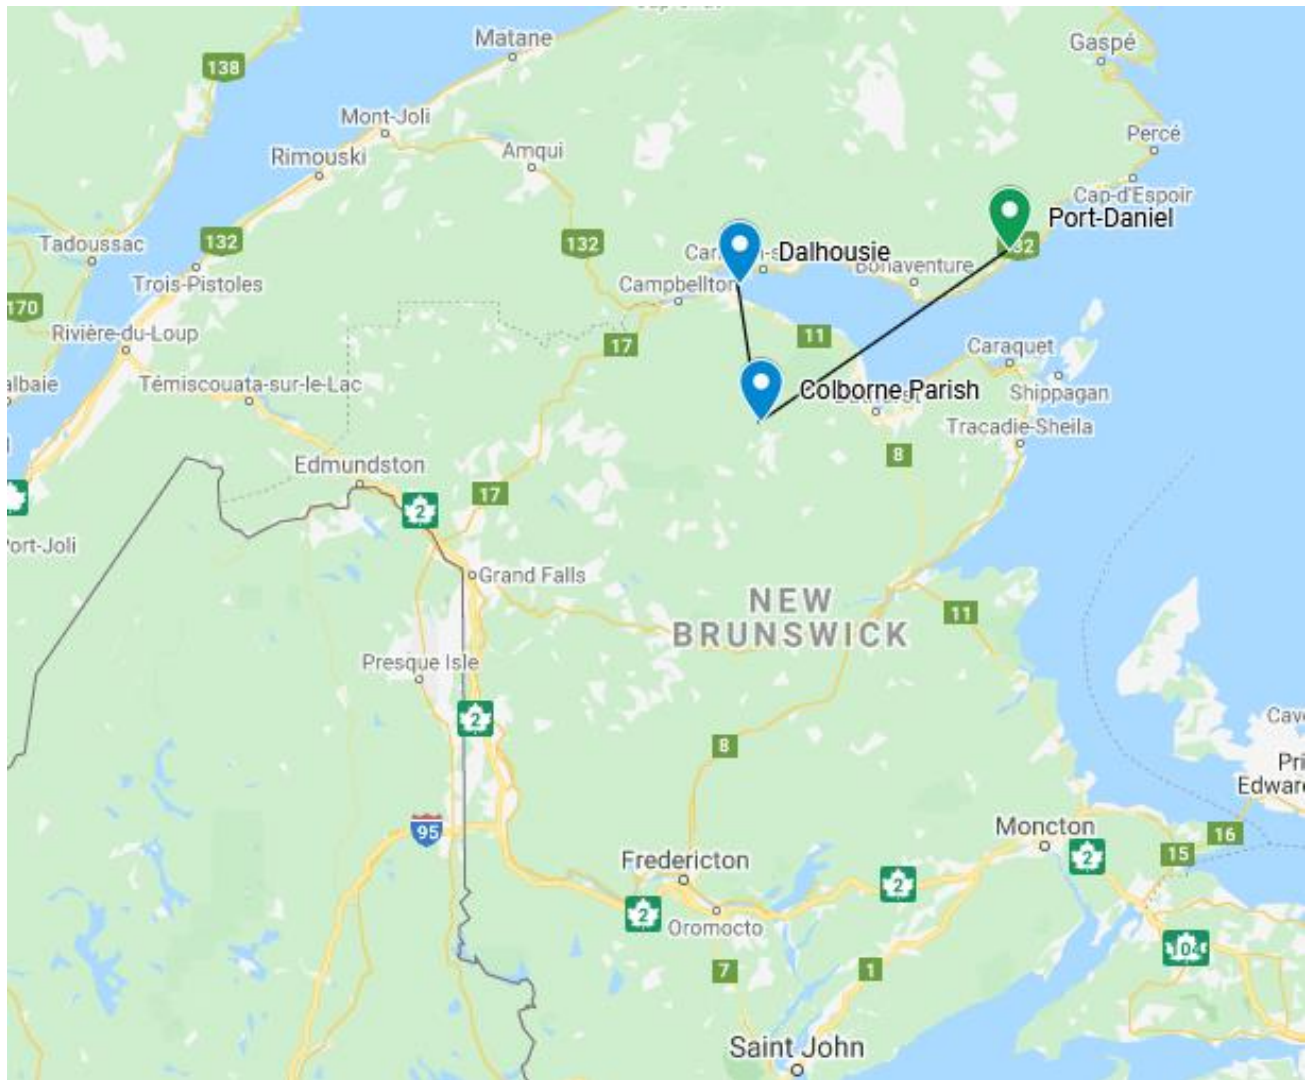 138
Matane
Gaspé
Mont-Joli
Percé
Rimouski
Amqui
Cap-d'Espoir
Port-Daniel
132
132
Tadoussac
Dalhousie
Trois-Pistoles
Bonaventure
Campbellton
170
Rivière-du-Loup
11
17
Caraquet
Témiscouata-sur-le-Lac
Colborne Parish
Shippagan
Tracadie-Sheila
8
Edmundston
17
2
Port-Joli
Grand Falls
NEW
BRUNSWICK
11
Presque Isle
2
8
95
Moncton
16
15
2
Fredericton
2
2
Oromocto
104
7
1
Saint John